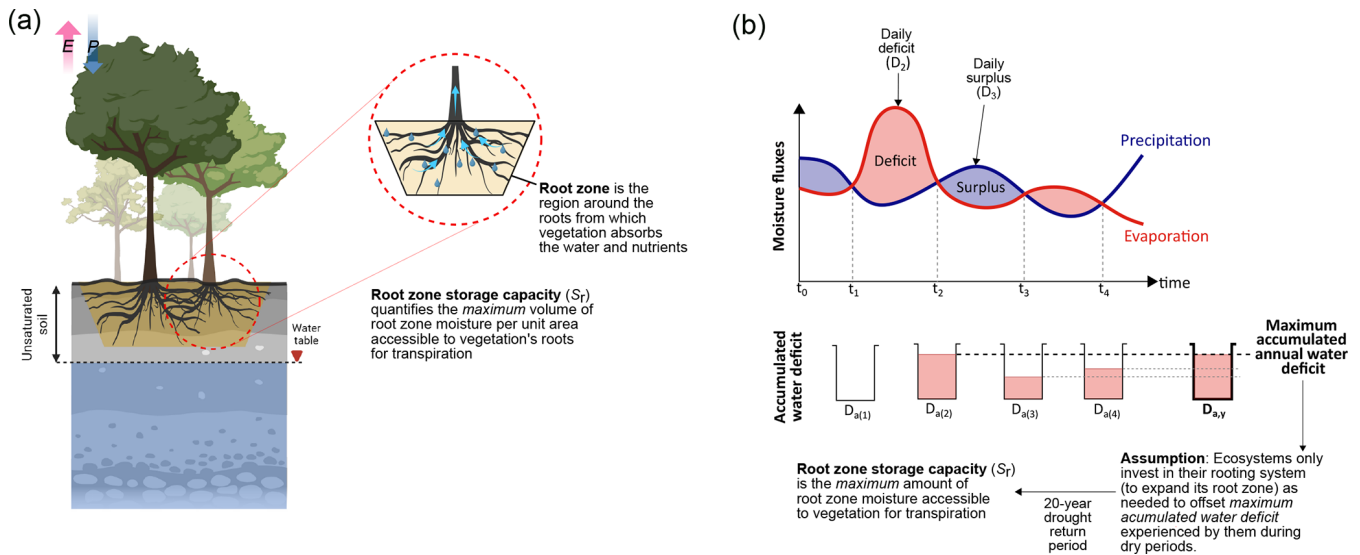 (a)
E
P
Root zone is the
region around the
roots from which
vegetation absorbs
the water and nutrients
Root zone storage capacity (Sr)
quantifies the maximum volume of
root zone moisture per unit area
accessible to vegetation's roots
for transpiration
Unsaturated
soil
Water
table
(b)
Daily
deficit
(D2)
Daily
surplus
(D3)
Moisture fluxes
Deficit
Surplus
Precipitation
Evaporation
t0
t1
t2
t3
t4
time
Accumulated
water deficit
Da(1)
Da(2)
Da(3)
Da(4)
Da,y
Maximum
accumulated
annual water
deficit
Assumption: Ecosystems only
invest in their rooting system
(to expand its root zone) as
needed to offset maximum
acumulated water deficit
experienced by them during
dry periods.
20-year
drought
return
period
Root zone storage capacity (Sr)
is the maximum amount of
root zone moisture accessible
to vegetation for transpiration